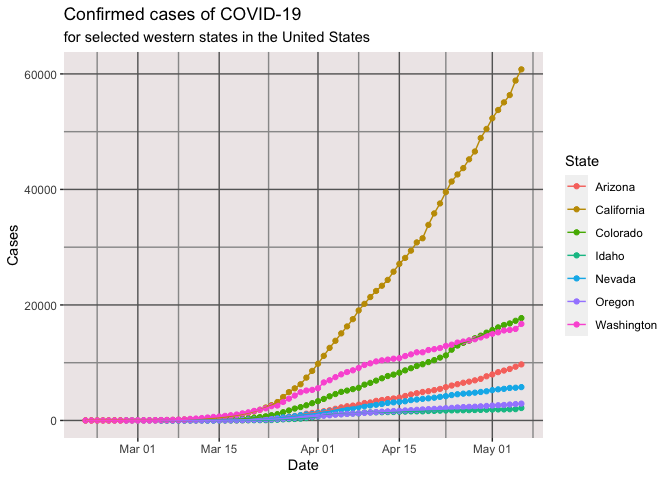 Confirmed cases of COVID-19
for selected western states in the United States
60000
40000
20000
0
Cases
Mar 01
Mar 15
Apr 01
Apr 15
May 01
Date
State
Arizona
California
Colorado
Idaho
Nevada
Oregon
Washington